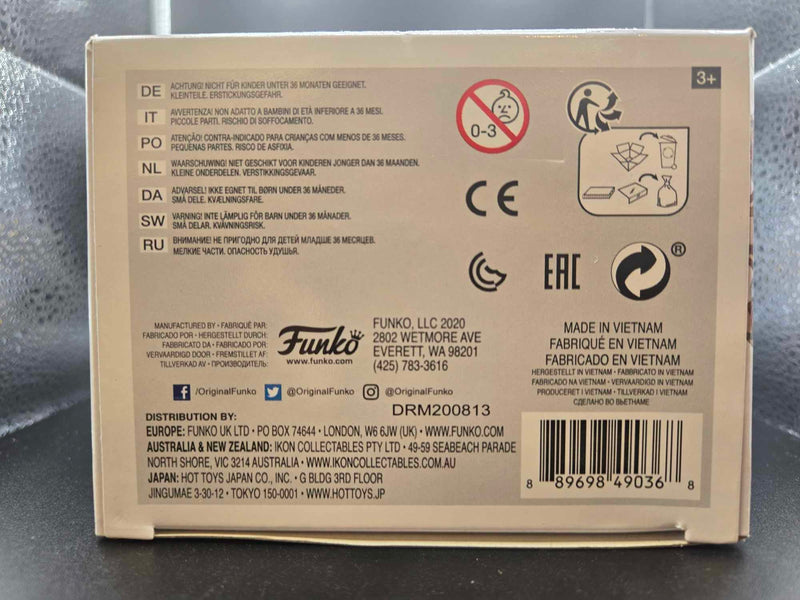 3+
DE ACHTUNG! NICHT FÜR KINDER UNTER 36 MONATEN GEEIGNET.
KLEINTEILE. ERSTICKUNGSGEFAHR.
IT AVVERTENZA! NON ADATTO A BAMBINI DI ETÀ INFERIORE A 36 MESI.
PICCOLE PARTI. RISCHIO DI SOFFOCAMENTO.
PO ATENÇÃO! CONTRA-INDICADO PARA CRIANÇAS COM MENOS DE 36 MESES.
PEQUENAS PARTES. RISCO DE ASFIXIA.
NL WAARSCHUWING! NIET GESCHIKT VOOR KINDEREN JONGER DAN 36 MAANDEN.
KLEINE ONDERDELEN. VERSTIKKINGSGEVAAR.
DA ADVARSEL! IKKE EGNET TIL BØRN UNDER 36 MÅNEDER.
SMÅ DELE. KVÆLNINGSFARE.
SW VARNING! INTE LÄMPLIG FÖR BARN UNDER 36 MÅNADER.
SMÅ DELAR. KVÄVNINGSRISK.
RU ВНИМАНИЕ! НЕ ПРИГОДНО ДЛЯ ДЕТЕЙ МЛАДШЕ 36 МЕСЯЦЕВ.
МЕЛКИЕ ЧАСТИ. ОПАСНОСТЬ УДУШЬЯ.
0-3
CE
EAC
®
MANUFACTURED BY • FABRIQUÉ PAR:
FABRICADO POR • HERGESTELLT DURCH:
FABBRICATO DA • FABRICADO POR:
VERVAARDIGD DOOR • FREMSTILLET AF:
TILLVERKAD AV • ПРОИЗВОДИТЕЛЬ:
Funko
www.funko.com
FUNKO, LLC 2020
2802 WETMORE AVE
EVERETT, WA 98201
(425) 783-3616
/OriginalFunko @OriginalFunko @OriginalFunko
DRM200813
MADE IN VIETNAM
FABRIQUÉ EN VIETNAM
FABRICADO EN VIETNAM
HERGESTELLT IN VIETNAM • FABBRICATO IN VIETNAM
FABRICADO NA VIETNAM • VERVAARDIGD IN VIETNAM
PRODUCERET I VIETNAM • TILLVERKAD I VIETNAM
СДЕЛАНО ВО ВЬЕТНАМЕ
DISTRIBUTION BY:
EUROPE: FUNKO UK LTD • PO BOX 74644 • LONDON, W6 6JW (UK) • WWW.FUNKO.COM
AUSTRALIA & NEW ZEALAND: IKON COLLECTABLES PTY LTD • 49-59 SEABEACH PARADE
NORTH SHORE, VIC 3214 AUSTRALIA • WWW.IKONCOLLECTABLES.COM.AU
JAPAN: HOT TOYS JAPAN CO., INC. • G BLDG 3RD FLOOR
JINGUMAE 3-30-12 • TOKYO 150-0001 • WWW.HOTTOYS.JP
8 89698 49036 8